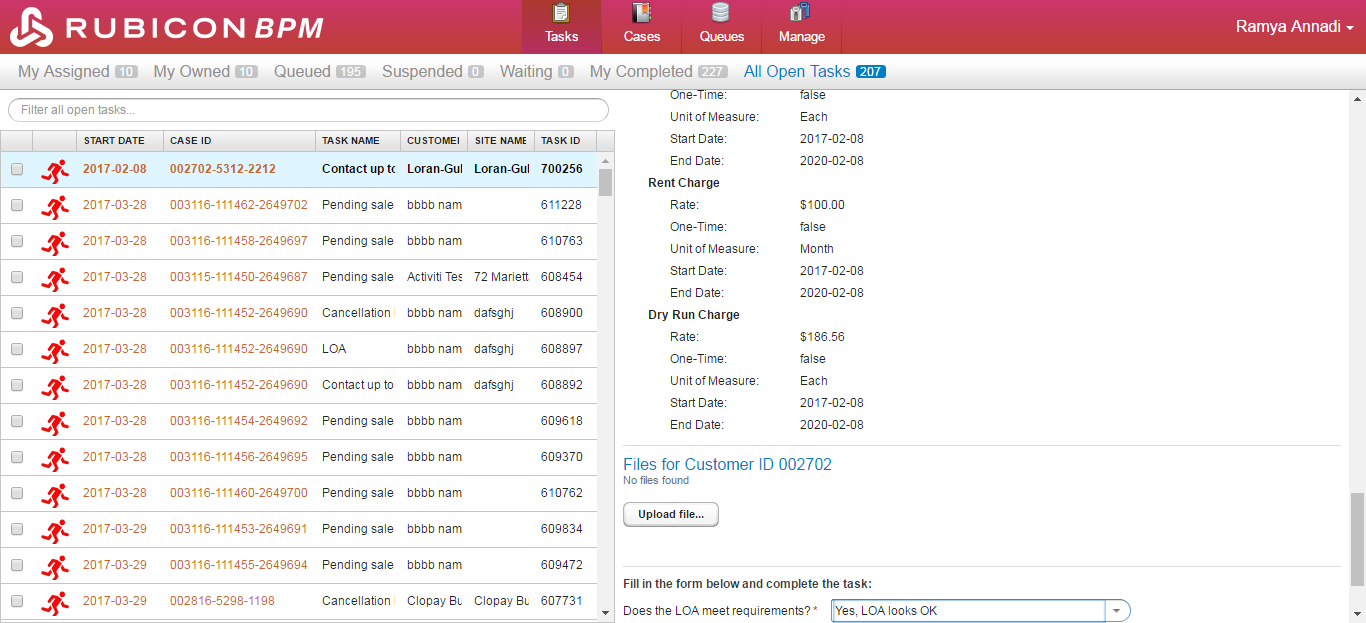 RUBICON BPM
Tasks Cases Queues Manage
Ramya Annadi
My Assigned 10 My Owned 10 Queued 195 Suspended 0 Waiting 0 My Completed 227 All Open Tasks 207
Filter all open tasks...
START DATE CASE ID TASK NAME CUSTOMEI SITE NAME TASK ID
2017-02-08 002702-5312-2212 Contact up to Loran-Gul Loran-Gul 700256
2017-03-28 003116-111462-2649702 Pending sale bbbb nam 611228
2017-03-28 003116-111458-2649697 Pending sale bbbb nam 610763
2017-03-28 003115-111450-2649687 Pending sale Activiti Tes 72 Mariett 608454
2017-03-28 003116-111452-2649690 Cancellation bbbb nam dafsghj 608900
2017-03-28 003116-111452-2649690 LOA bbbb nam dafsghj 608897
2017-03-28 003116-111452-2649690 Contact up to bbbb nam dafsghj 608892
2017-03-28 003116-111454-2649692 Pending sale bbbb nam 609618
2017-03-28 003116-111456-2649695 Pending sale bbbb nam 609370
2017-03-28 003116-111460-2649700 Pending sale bbbb nam 610762
2017-03-29 003116-111453-2649691 Pending sale bbbb nam 609834
2017-03-29 003116-111455-2649694 Pending sale bbbb nam 609472
2017-03-29 002816-5298-1198 Cancellation Clopay Bu Clopay Bu 607731
One-Time: false
Unit of Measure: Each
Start Date: 2017-02-08
End Date: 2020-02-08
Rent Charge
Rate: $100.00
One-Time: false
Unit of Measure: Month
Start Date: 2017-02-08
End Date: 2020-02-08
Dry Run Charge
Rate: $186.56
One-Time: false
Unit of Measure: Each
Start Date: 2017-02-08
End Date: 2020-02-08
Files for Customer ID 002702
No files found
Upload file...
Fill in the form below and complete the task:
Does the LOA meet requirements? * Yes, LOA looks OK